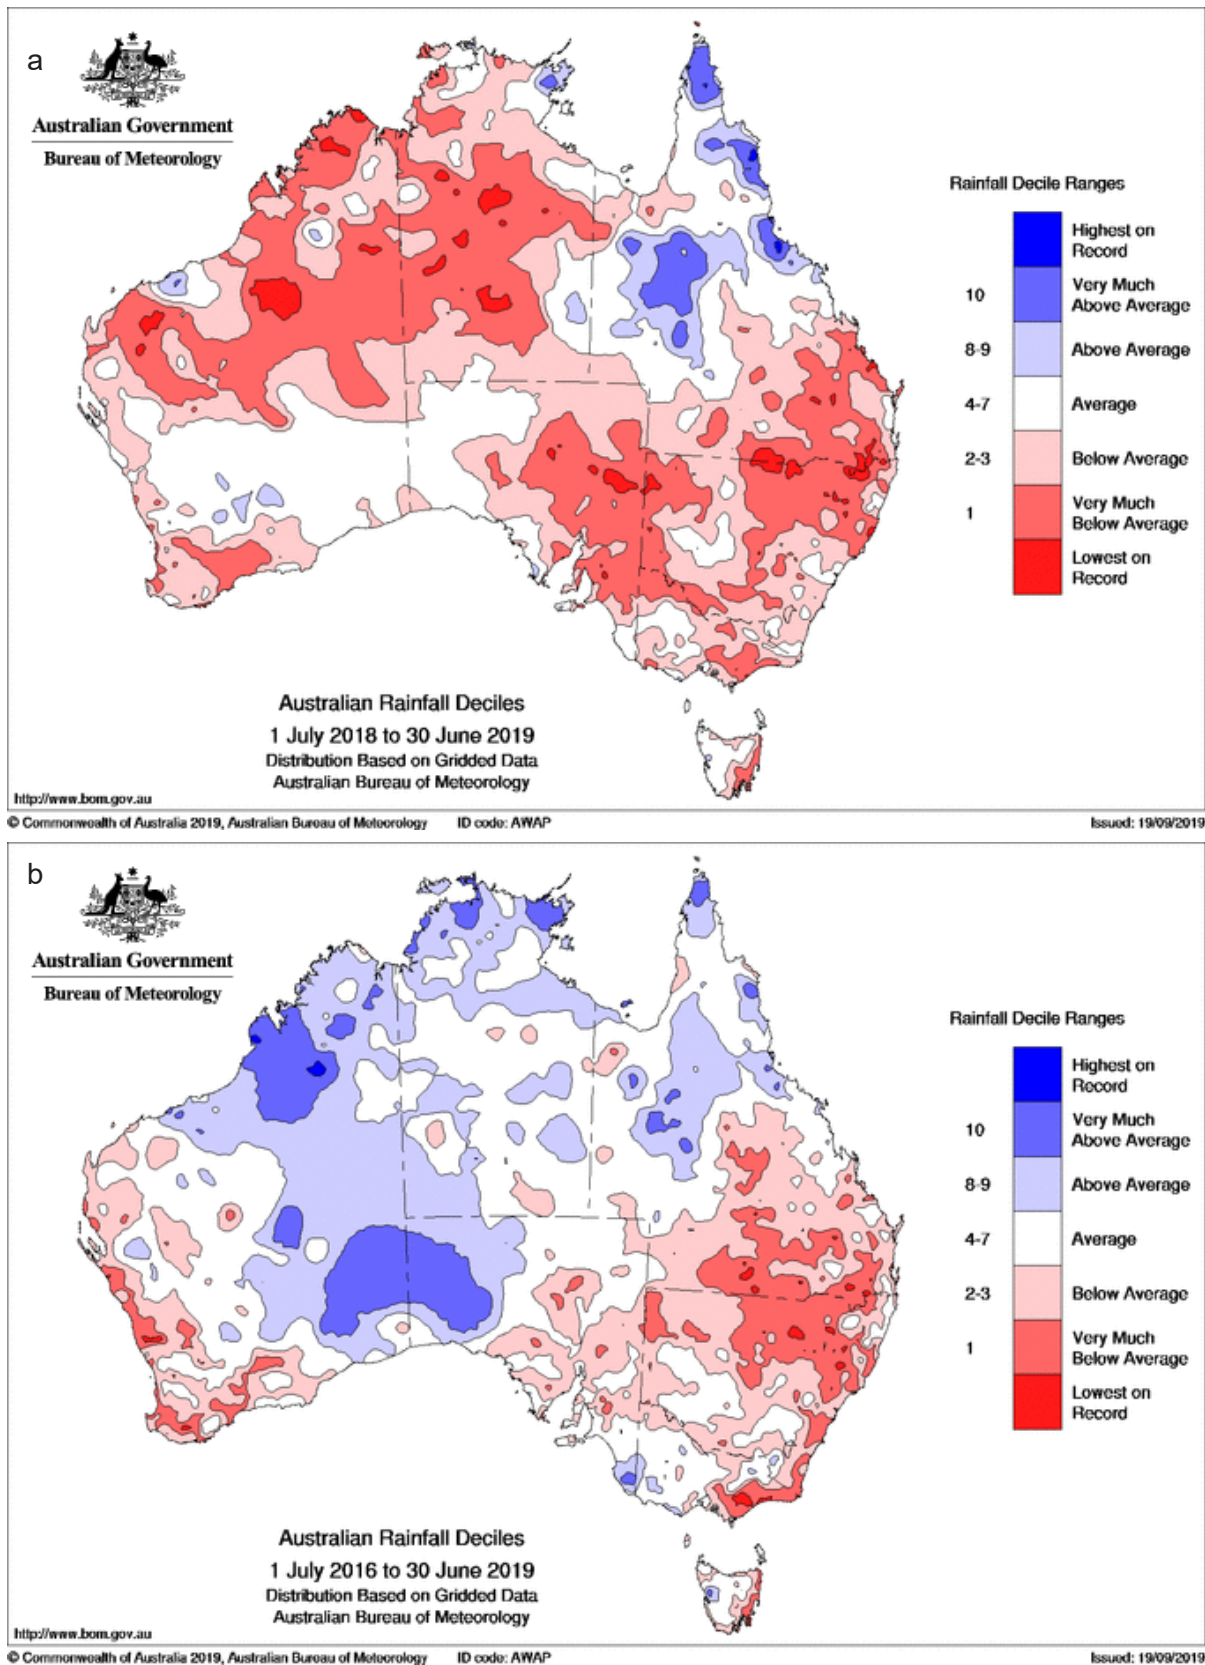 a
Australian Government
Bureau of Meteorology
Rainfall Decile Ranges
Highest on
Record
10
Very Much
Above Average
8-9
Above Average
4-7
Average
2-3
Below Average
1
Very Much
Below Average
Lowest on
Record
Australian Rainfall Deciles
1 July 2018 to 30 June 2019
Distribution Based on Gridded Data
Australian Bureau of Meteorology
http://www.bom.gov.au
© Commonwealth of Australia 2019, Australian Bureau of Meteorology ID code: AWAP Issued: 19/09/2019
b
Australian Government
Bureau of Meteorology
Rainfall Decile Ranges
Highest on
Record
10
Very Much
Above Average
8-9
Above Average
4-7
Average
2-3
Below Average
1
Very Much
Below Average
Lowest on
Record
Australian Rainfall Deciles
1 July 2016 to 30 June 2019
Distribution Based on Gridded Data
Australian Bureau of Meteorology
http://www.bom.gov.au
© Commonwealth of Australia 2019, Australian Bureau of Meteorology ID code: AWAP Issued: 19/09/2019